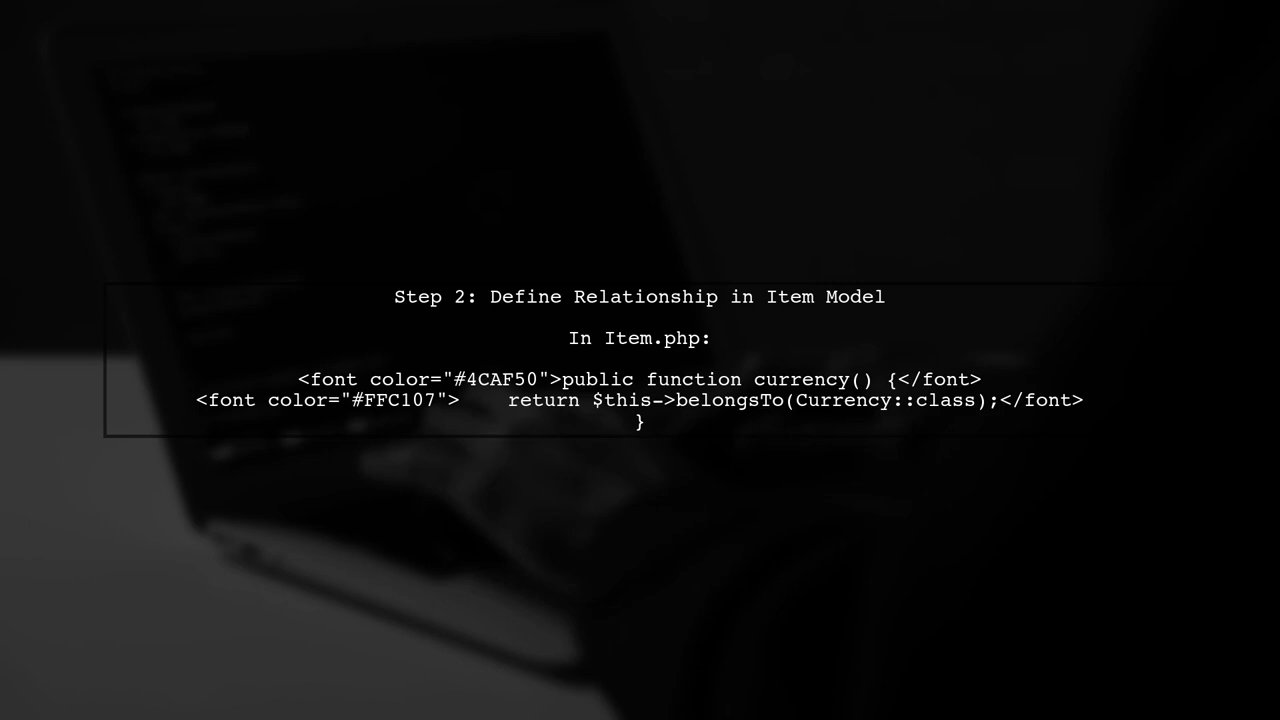 Step 2: Define Relationship in Item Model
In Item.php:
<font color="#4CAF50">public function currency() {</font>
<font color="#FFC107">    return $this->belongsTo(Currency::class);</font>
}